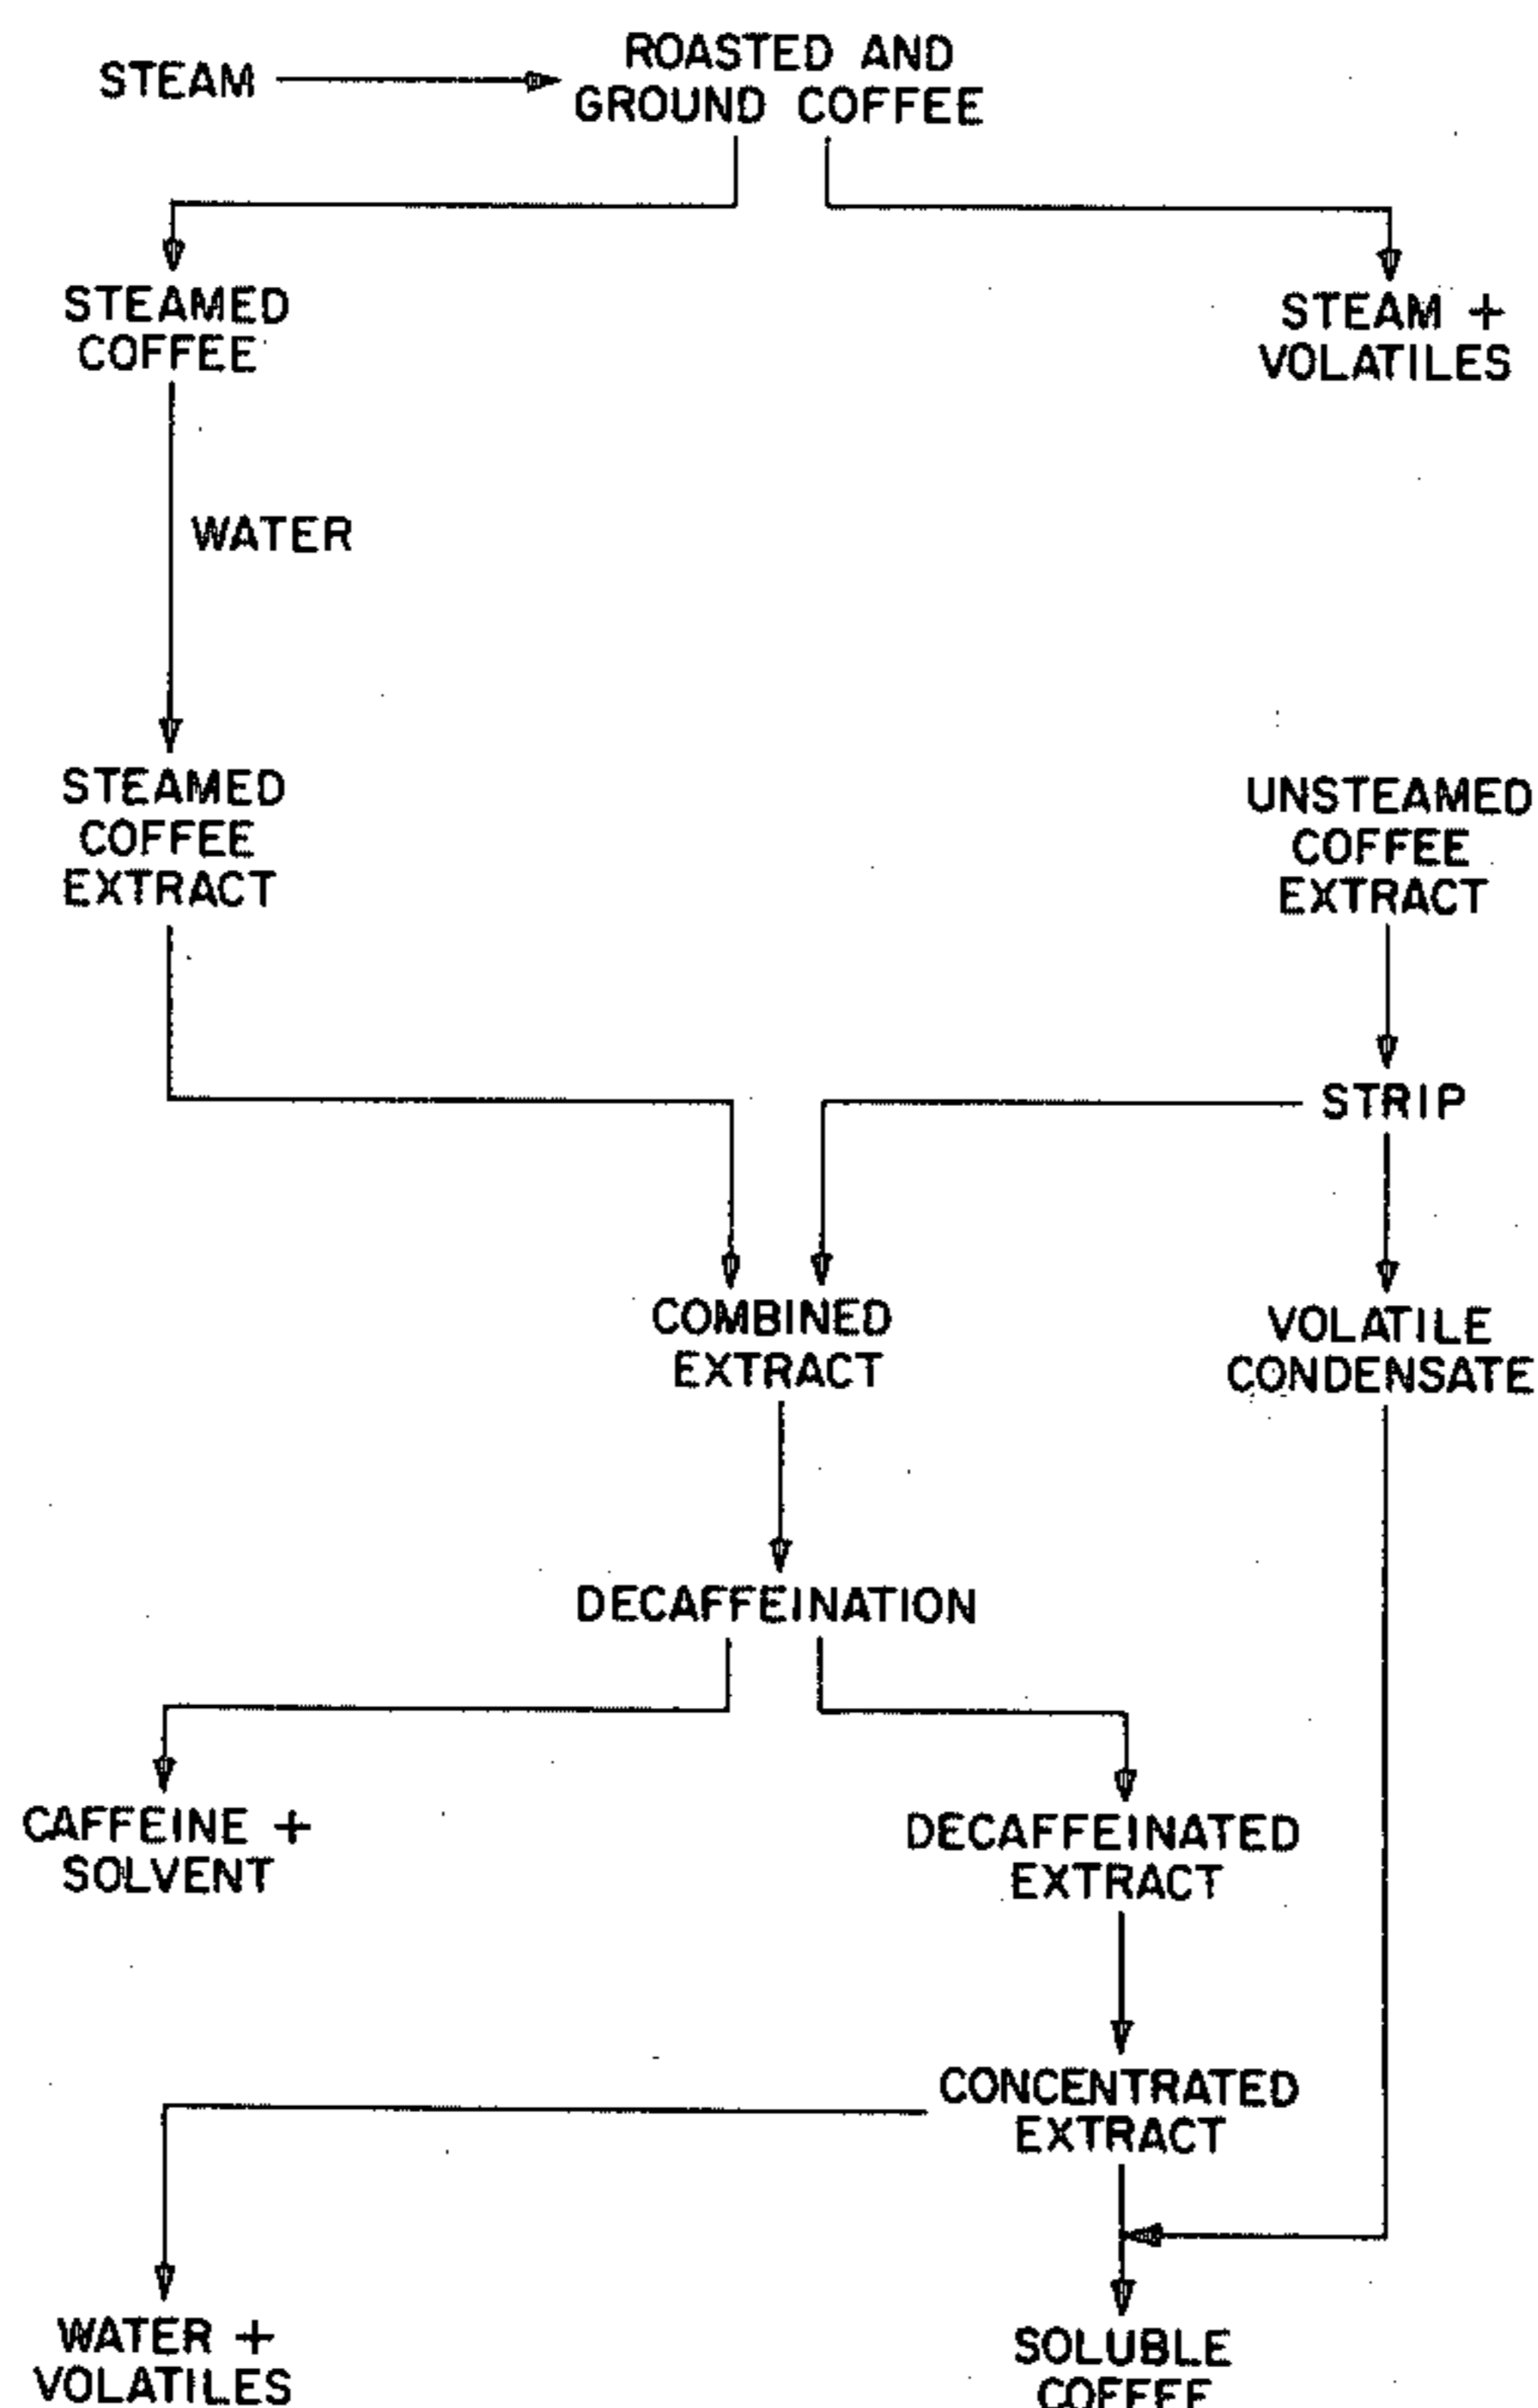 STEAM
ROASTED AND
GROUND COFFEE
STEAMED
COFFEE
STEAM +
VOLATILES
WATER
STEAMED
COFFEE
EXTRACT
UNSTEAMED
COFFEE
EXTRACT
STRIP
COMBINED
EXTRACT
VOLATILE
CONDENSATE
DECAFFEINATION
CAFFEINE +
SOLVENT
DECAFFEINATED
EXTRACT
CONCENTRATED
EXTRACT
WATER +
VOLATILES
SOLUBLE
COFFEE